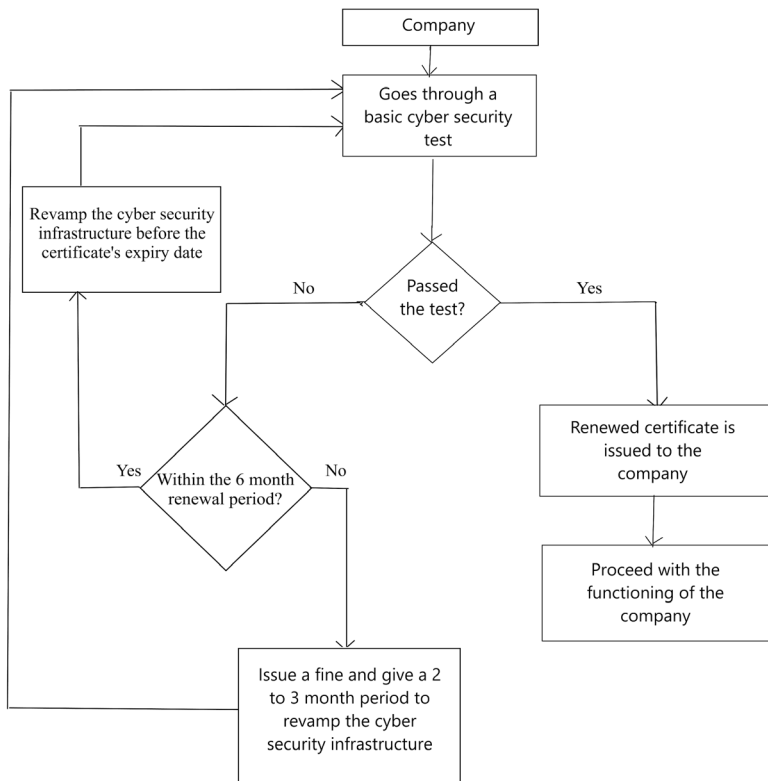 Company
Goes through a
basic cyber security
test
Revamp the cyber security
infrastructure before the
certificate's expiry date
Passed
the test?
No
Yes
Renewed certificate is
issued to the
company
Within the 6 month
renewal period?
Yes
No
Proceed with the
functioning of the
company
Issue a fine and give a 2
to 3 month period to
revamp the cyber
security infrastructure